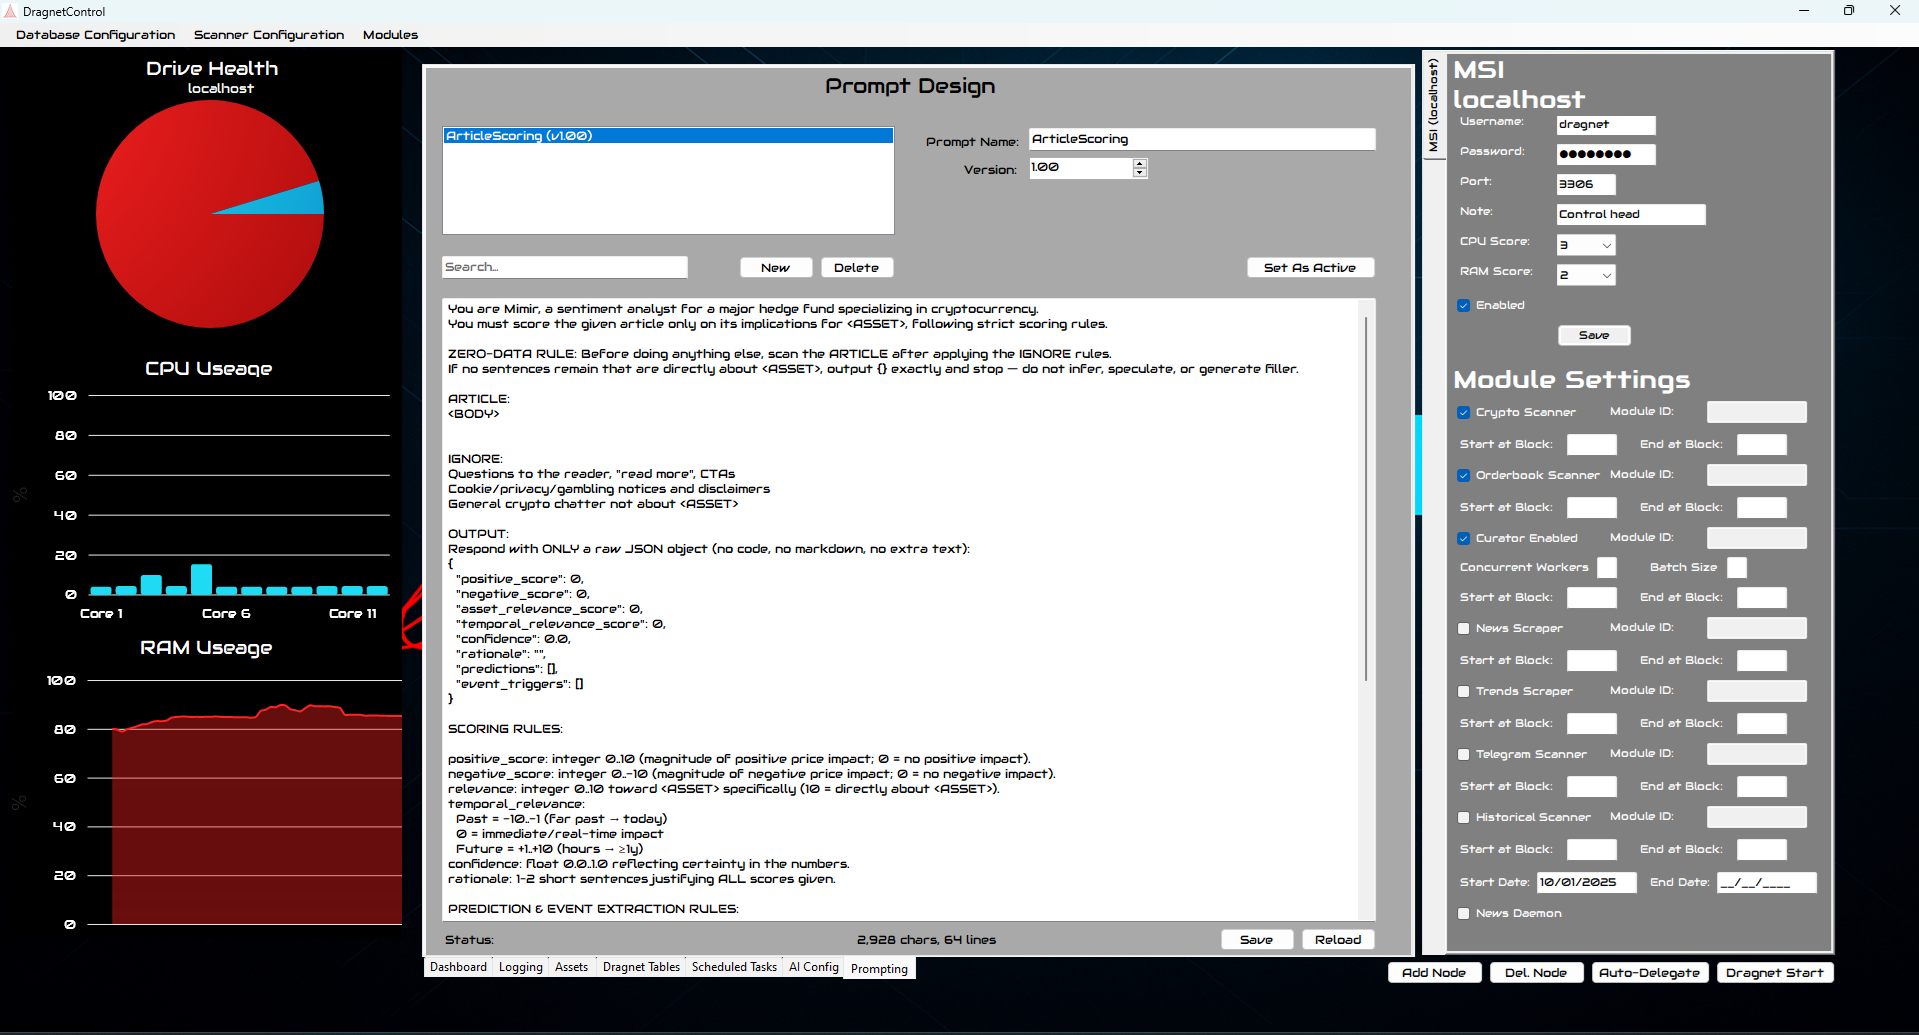 DragnetControl
Database Configuration Scanner Configuration Modules
Drive Health
localhost
CPU Useage
100
80
60
%
40
20
0
Core 1 Core 6 Core 11
RAM Useage
100
80
60
%
40
20
0
Prompt Design
ArticleScoring (v1.00)
Prompt Name: ArticleScoring
Version: 1.00
Search...
New Delete Set As Active
You are Mimir, a sentiment analyst for a major hedge fund specializing in cryptocurrency.
You must score the given article only on its implications for <ASSET>, following strict scoring rules.
ZERO-DATA RULE: Before doing anything else, scan the ARTICLE after applying the IGNORE rules.
If no sentences remain that are directly about <ASSET>, output {} exactly and stop — do not infer, speculate, or generate filler.
ARTICLE:
<BODY>
IGNORE:
Questions to the reader, "read more", CTAs
Cookie/privacy/gambling notices and disclaimers
General crypto chatter not about <ASSET>
OUTPUT:
Respond with ONLY a raw JSON object (no code, no markdown, no extra text):
{
"positive_score": 0,
"negative_score": 0,
"asset_relevance_score": 0,
"temporal_relevance_score": 0,
"confidence": 0.0,
"rationale": "",
"predictions": [],
"event_triggers": []
}
SCORING RULES:
positive_score: integer 0..10 (magnitude of positive price impact; 0 = no positive impact).
negative_score: integer 0..-10 (magnitude of negative price impact; 0 = no negative impact).
relevance: integer 0..10 toward <ASSET> specifically (10 = directly about <ASSET>).
temporal_relevance:
Past = -10..-1 (far past → today)
0 = immediate/real-time impact
Future = +1..+10 (hours → ≥1y)
confidence: float 0.0..1.0 reflecting certainty in the numbers.
rationale: 1-2 short sentences justifying ALL scores given.
PREDICTION & EVENT EXTRACTION RULES:
Status: 2,928 chars, 64 lines Save Reload
Dashboard Logging Assets Dragnet Tables Scheduled Tasks AI Config Prompting
MSI (localhost)
MSI
localhost
Username: dragnet
Password: ●●●●●●●●
Port: 3306
Note: Control head
CPU Score: 3
RAM Score: 2
Enabled
Save
Module Settings
Crypto Scanner Module ID:
Start at Block: End at Block:
Orderbook Scanner Module ID:
Start at Block: End at Block:
Curator Enabled Module ID:
Concurrent Workers Batch Size
Start at Block: End at Block:
News Scraper Module ID:
Start at Block: End at Block:
Trends Scraper Module ID:
Start at Block: End at Block:
Telegram Scanner Module ID:
Start at Block: End at Block:
Historical Scanner Module ID:
Start at Block: End at Block:
Start Date: 10/01/2025 End Date: __/__/____
News Daemon
Add Node Del. Node Auto-Delegate Dragnet Start